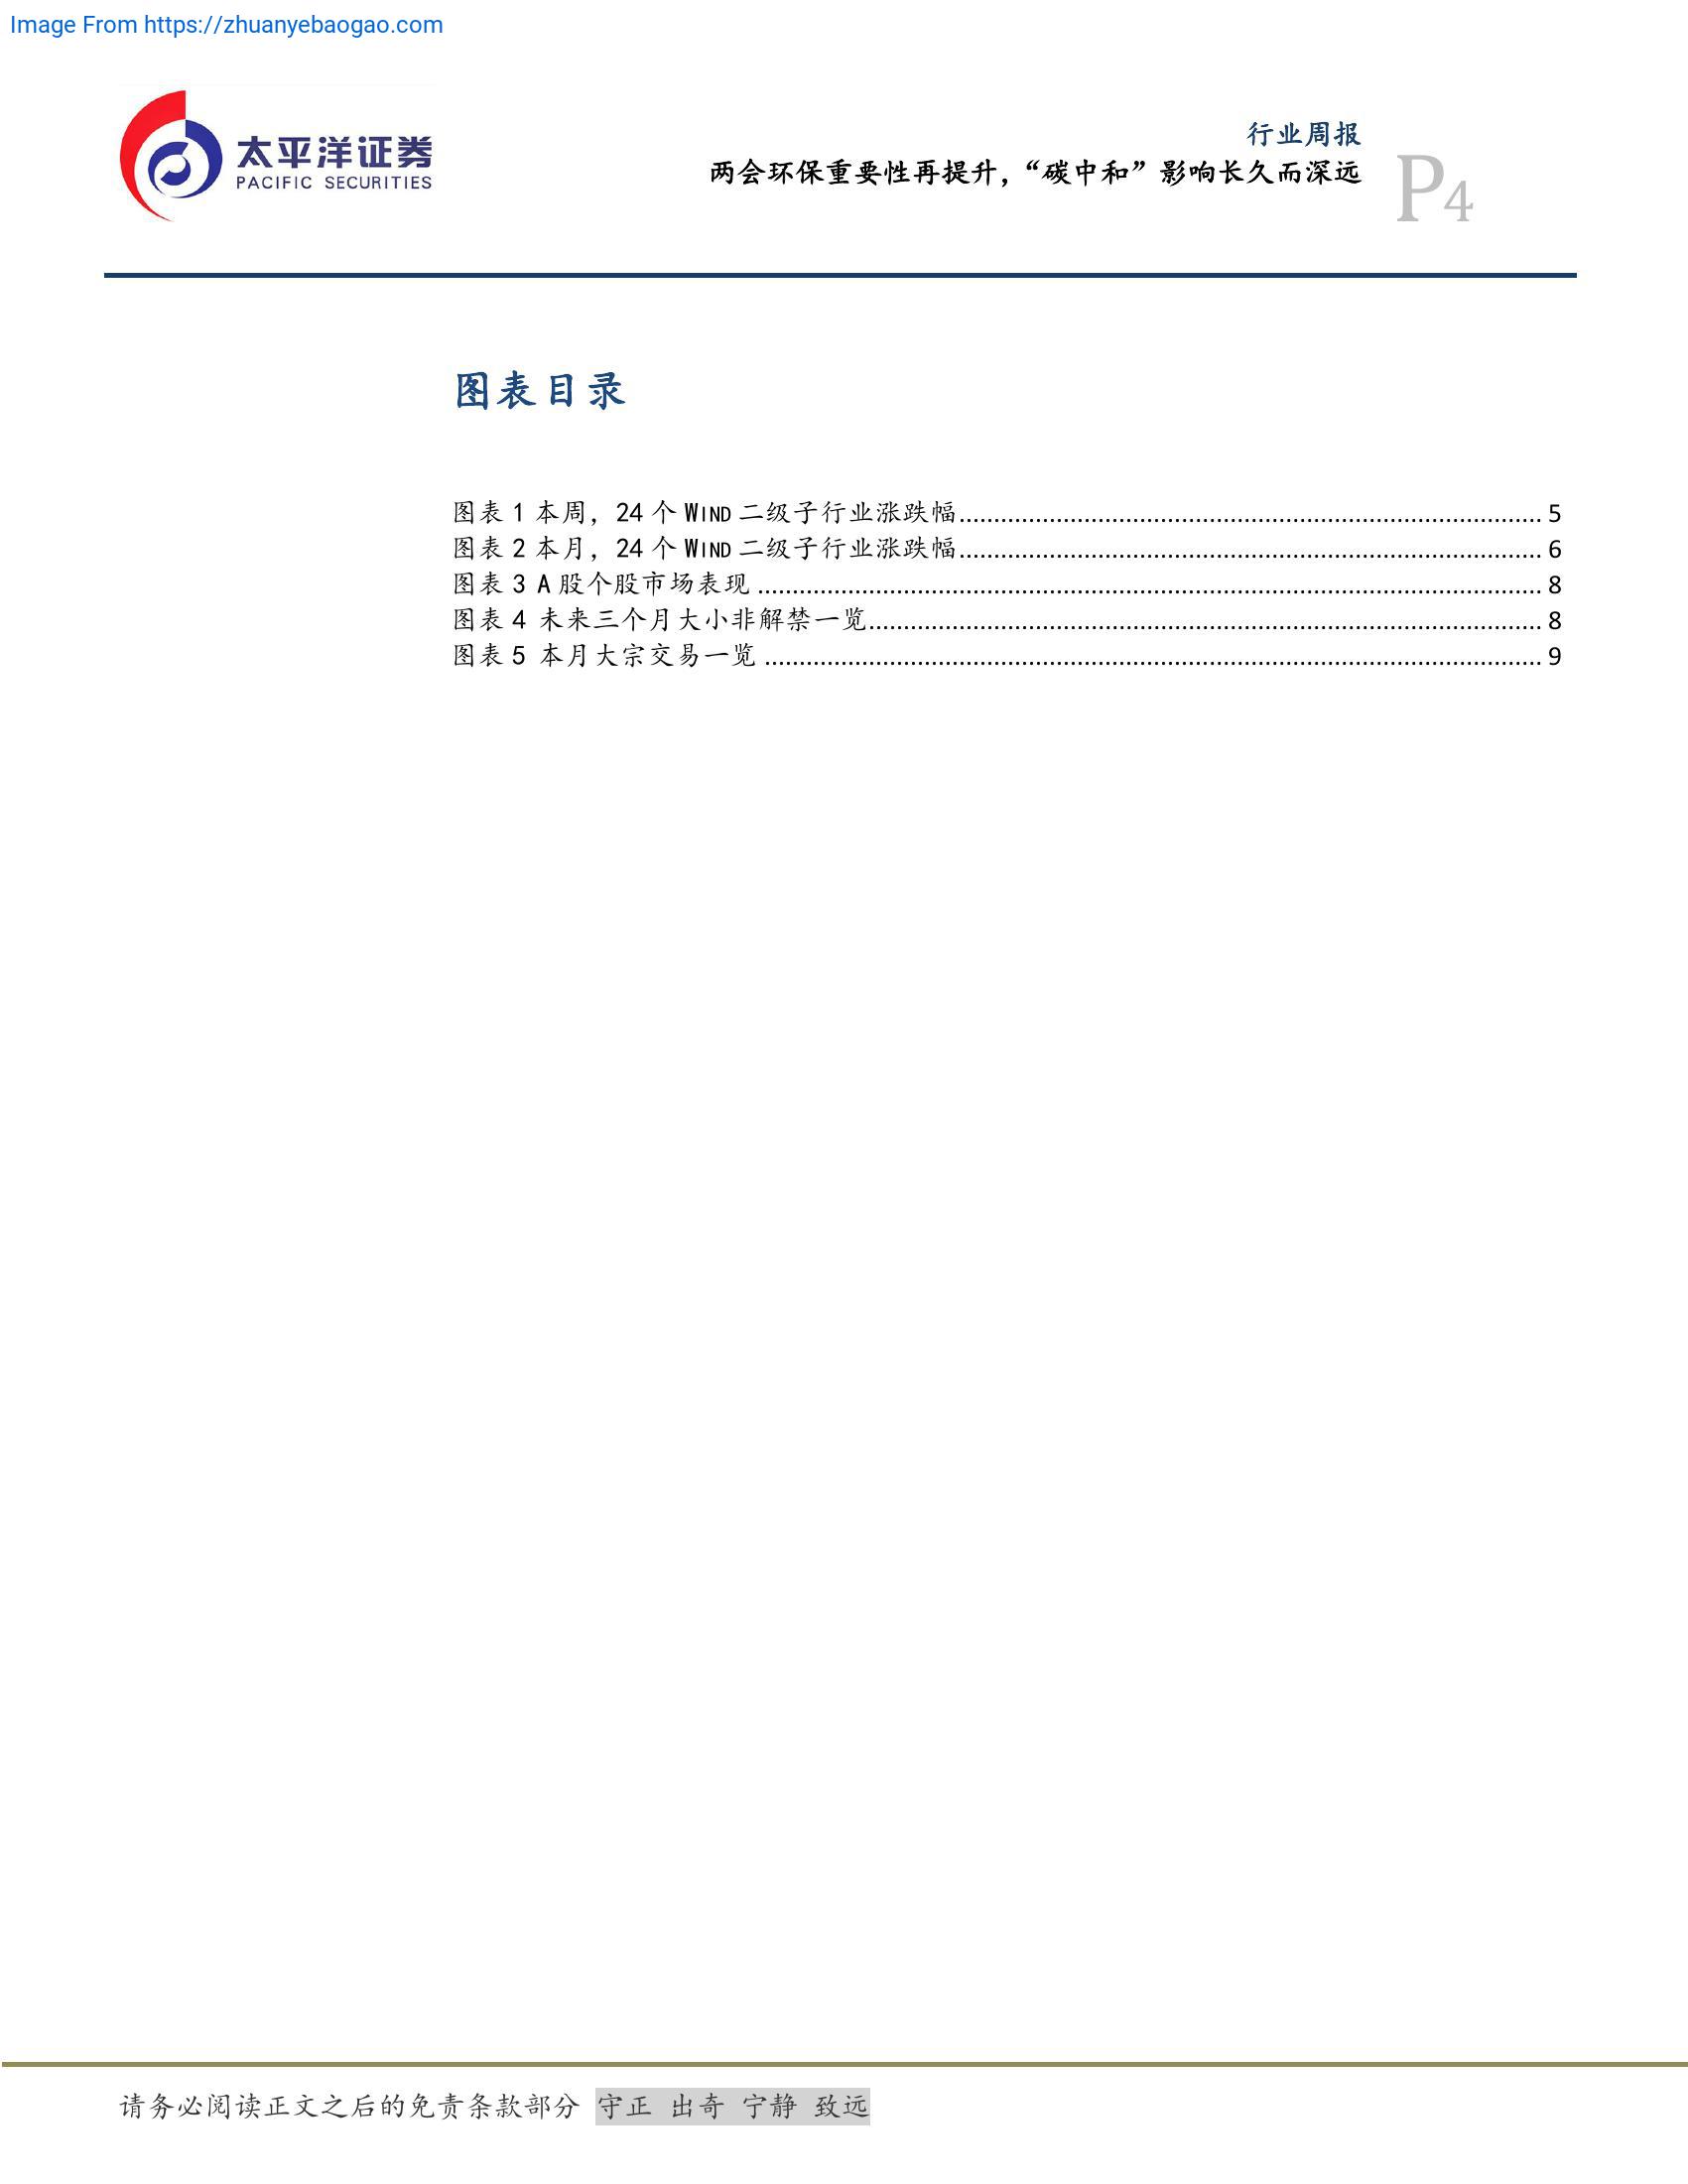 Image From https://zhuanyebaogao.com
太平洋证券
PACIFIC SECURITIES
行业周报
两会环保重要性再提升，“碳中和”影响长久而深远
P4
图表目录
图表 1 本周，24 个 WIND 二级子行业涨跌幅 5
图表 2 本月，24 个 WIND 二级子行业涨跌幅 6
图表 3 A 股个股市场表现 8
图表 4 未来三个月大小非解禁一览 8
图表 5 本月大宗交易一览 9
请务必阅读正文之后的免责条款部分 守正 出奇 宁静 致远